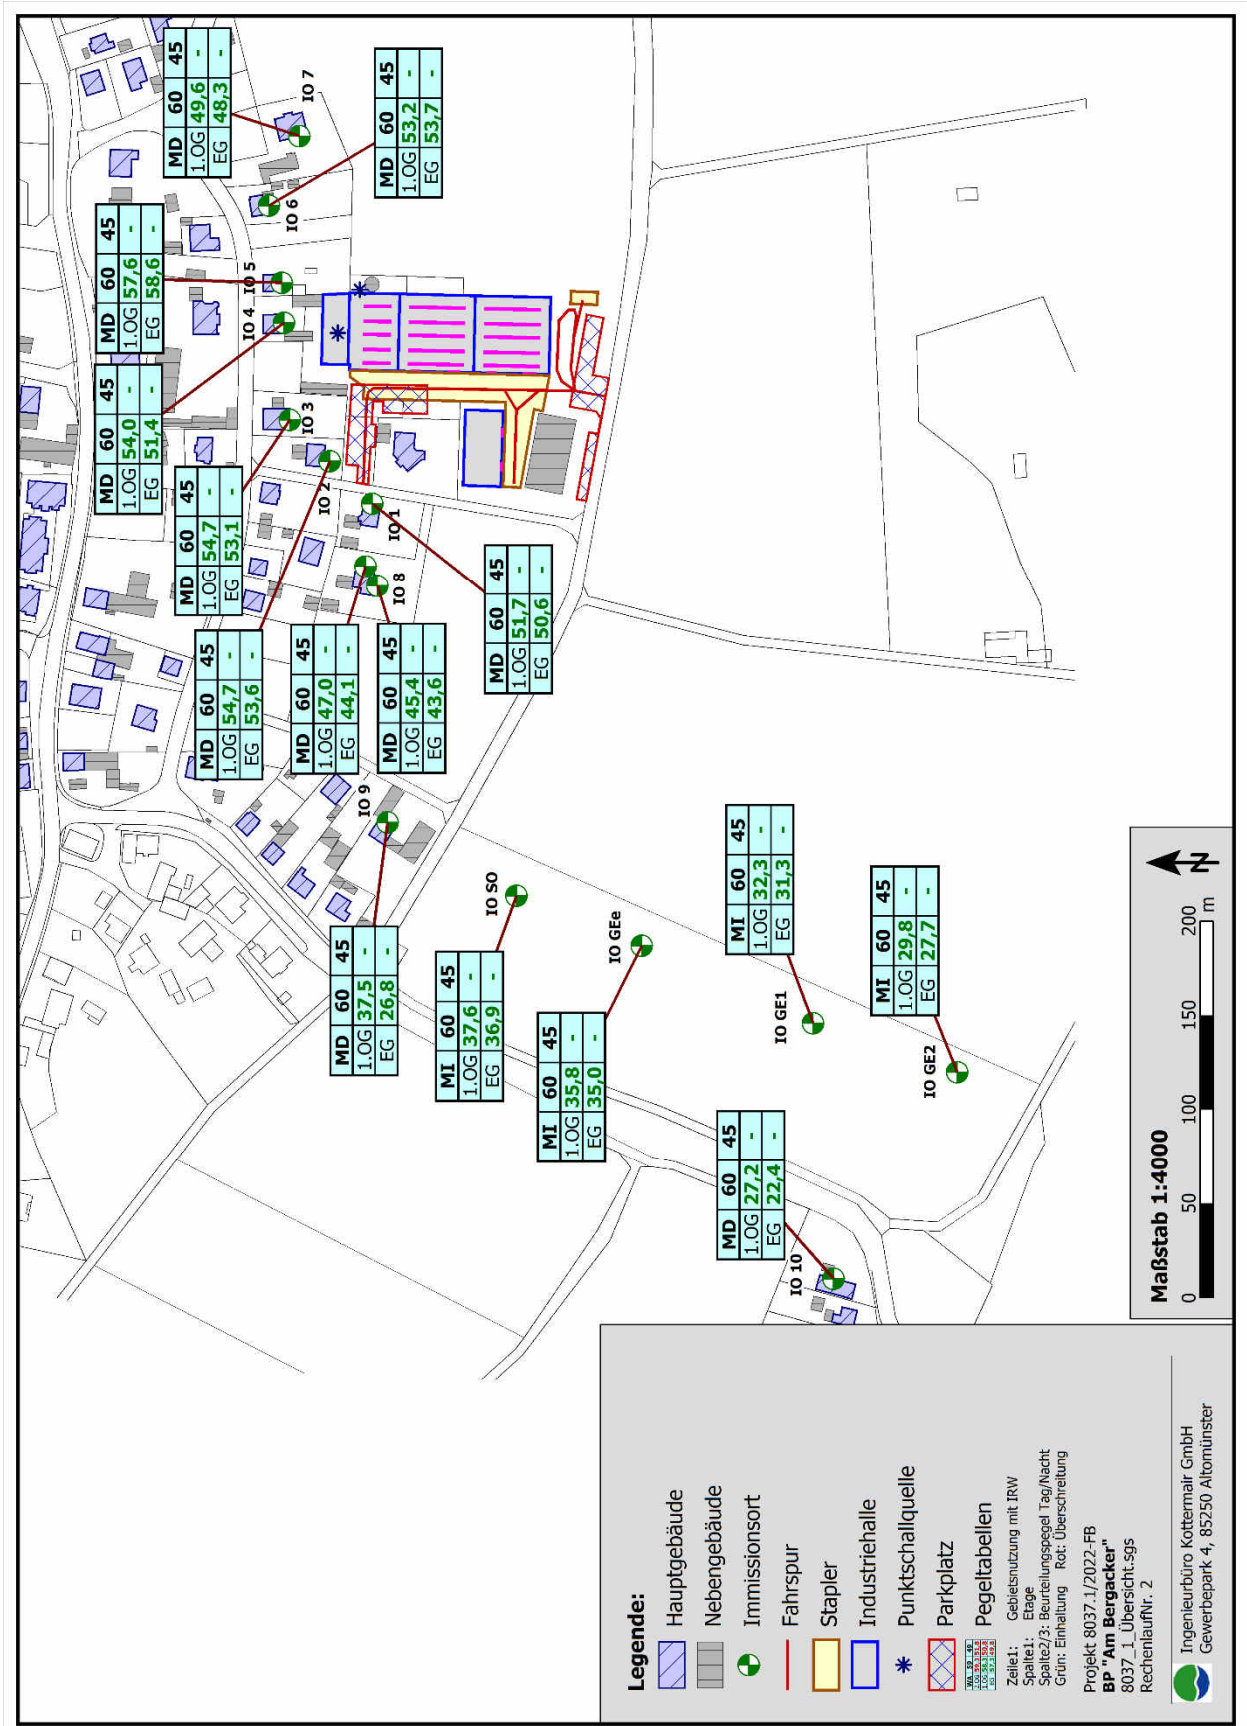 MD 60 45
1.OG 49,6 -
EG 48,3 -
IO 7
MD 60 45
1.OG 53,2 -
EG 53,7 -
IO 6
MD 60 45
1.OG 57,6 -
EG 58,6 -
IO 5
MD 60 45
1.OG 54,0 -
EG 51,4 -
IO 4
MD 60 45
1.OG 54,7 -
EG 53,1 -
IO 3
MD 60 45
1.OG 54,7 -
EG 53,6 -
IO 2
MD 60 45
1.OG 51,7 -
EG 50,6 -
IO 1
MD 60 45
1.OG 47,0 -
EG 44,1 -
MD 60 45
1.OG 45,4 -
EG 43,6 -
IO 8
MD 60 45
1.OG 37,5 -
EG 26,8 -
IO 9
MI 60 45
1.OG 37,6 -
EG 36,9 -
IO SO
MI 60 45
1.OG 35,8 -
EG 35,0 -
IO GEe
MI 60 45
1.OG 32,3 -
EG 31,3 -
IO GE1
MI 60 45
1.OG 29,8 -
EG 27,7 -
IO GE2
MD 60 45
1.OG 27,2 -
EG 22,4 -
IO 10
Maßstab 1:4000
0 50 100 150 200
m
N
Legende:
Hauptgebäude
Nebengebäude
Immissionsort
Fahrspur
Stapler
Industriehalle
Punktschallquelle
Parkplatz
Pegeltabellen
Zeile1: Gebietsnutzung mit IRW
Spalte1: Etage
Spalte2/3: Beurteilungspegel Tag/Nacht
Grün: Einhaltung Rot: Überschreitung
Projekt 8037.1/2022-FB
BP "Am Bergacker"
8037_1_Übersicht.sgs
RechenlaufNr. 2
Ingenieurbüro Kottermair GmbH
Gewerbepark 4, 85250 Altomünster